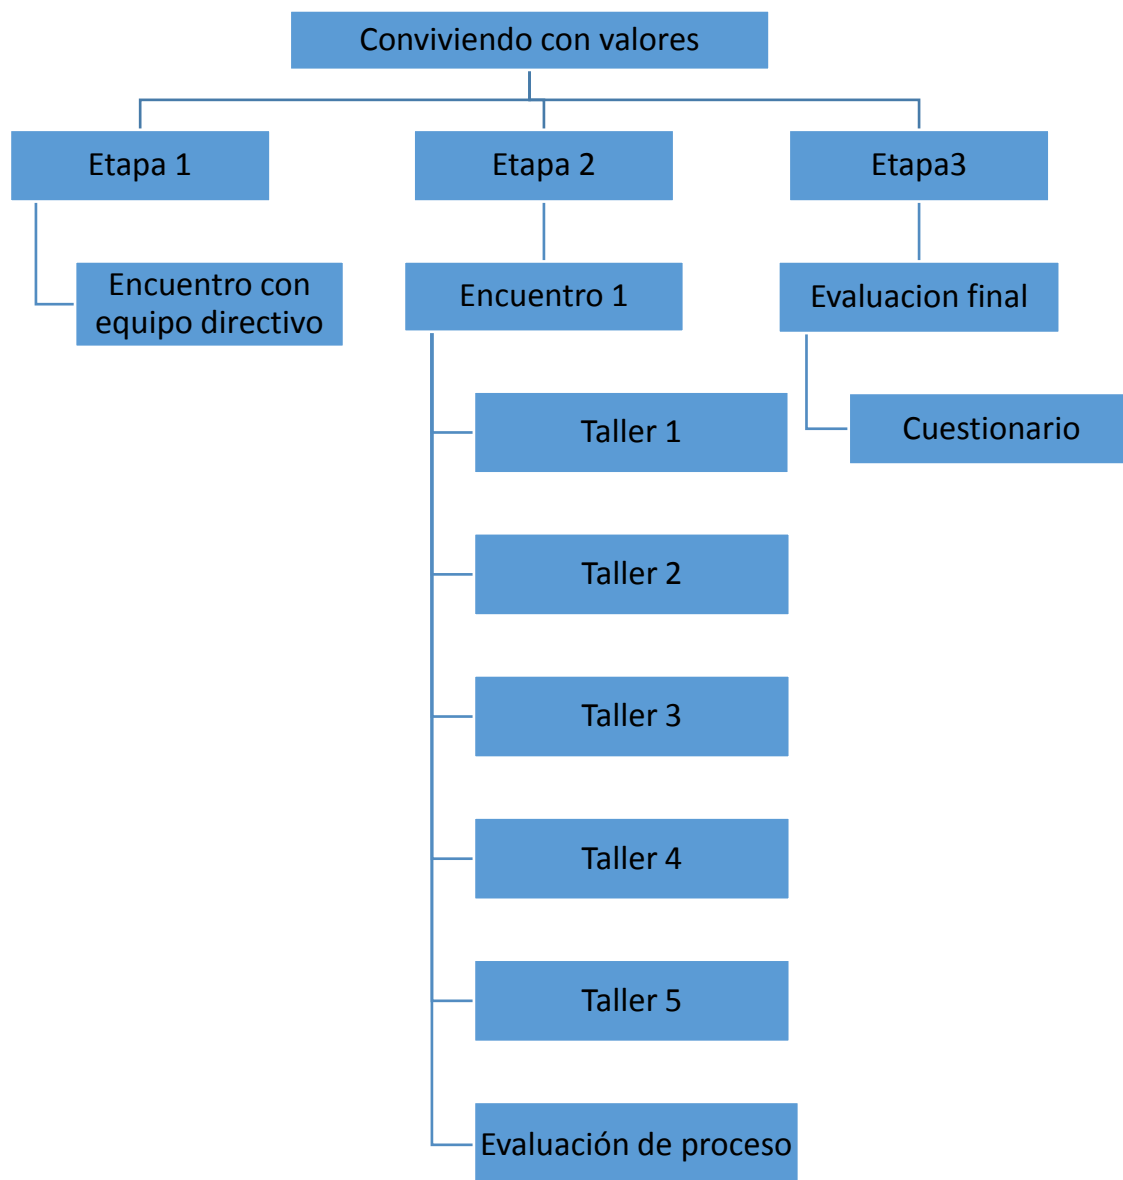 Conviviendo con valores
Etapa 1
Etapa 2
Etapa3
Encuentro con
equipo directivo
Encuentro 1
Evaluacion final
Taller 1
Cuestionario
Taller 2
Taller 3
Taller 4
Taller 5
Evaluación de proceso